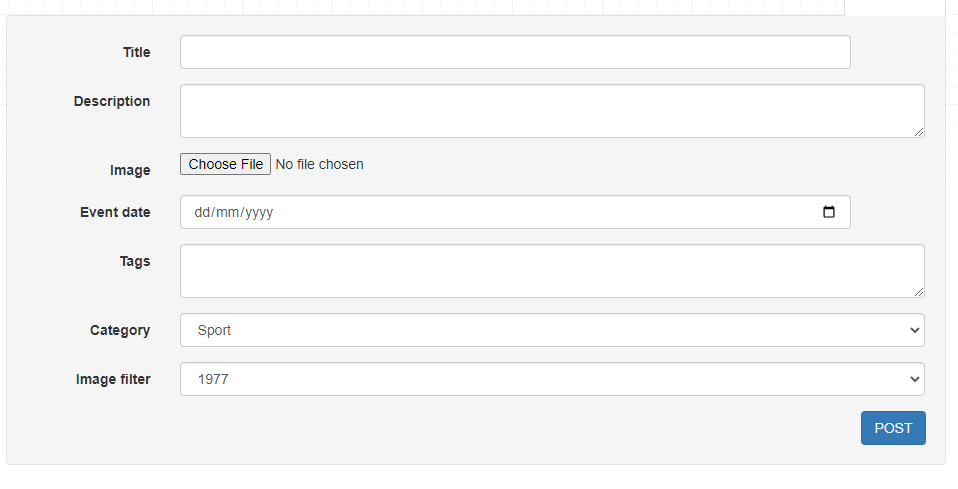 Title
Description
Image Choose File No file chosen
Event date dd/mm/yyyy
Tags
Category Sport
Image filter 1977
POST